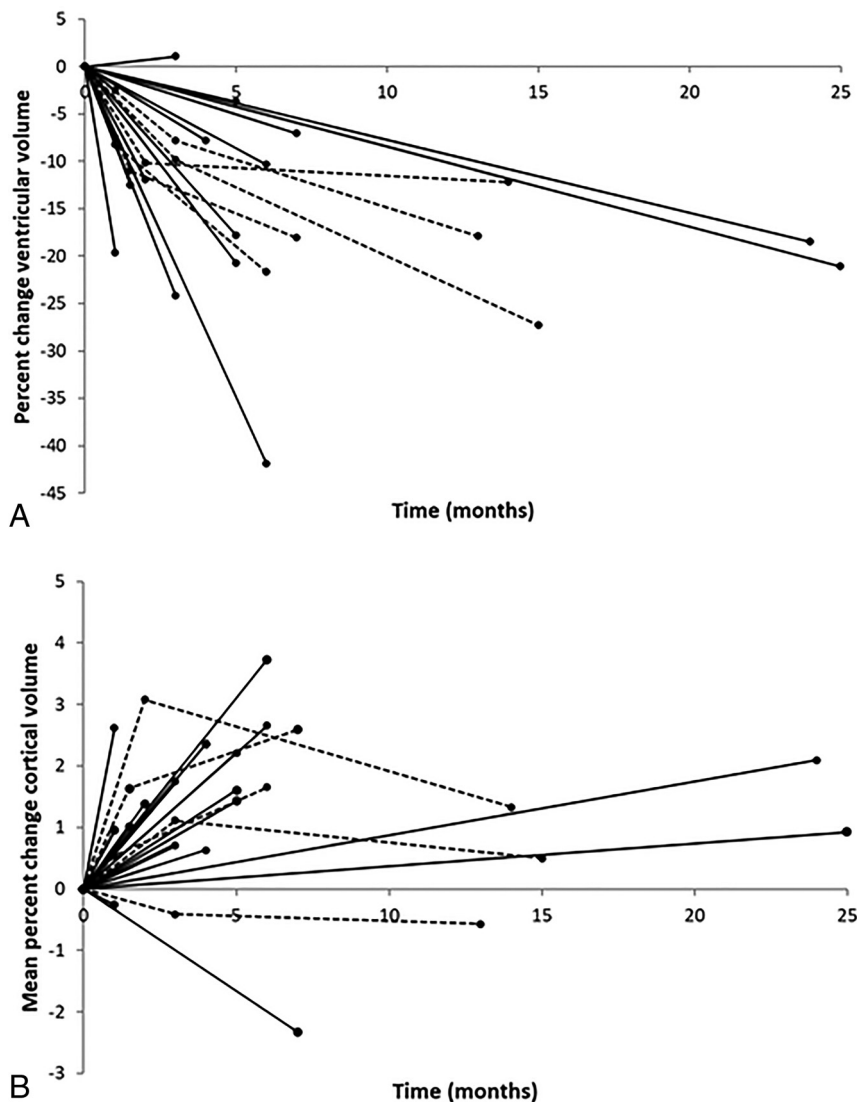 5
0
0 5 10 15 20 25
-5
-10
-15
-20
-25
-30
-35
-40
-45
Percent change ventricular volume
Time (months)
A
5
4
3
2
1
0
0 5 10 15 20 25
-1
-2
-3
Mean percent change cortical volume
Time (months)
B